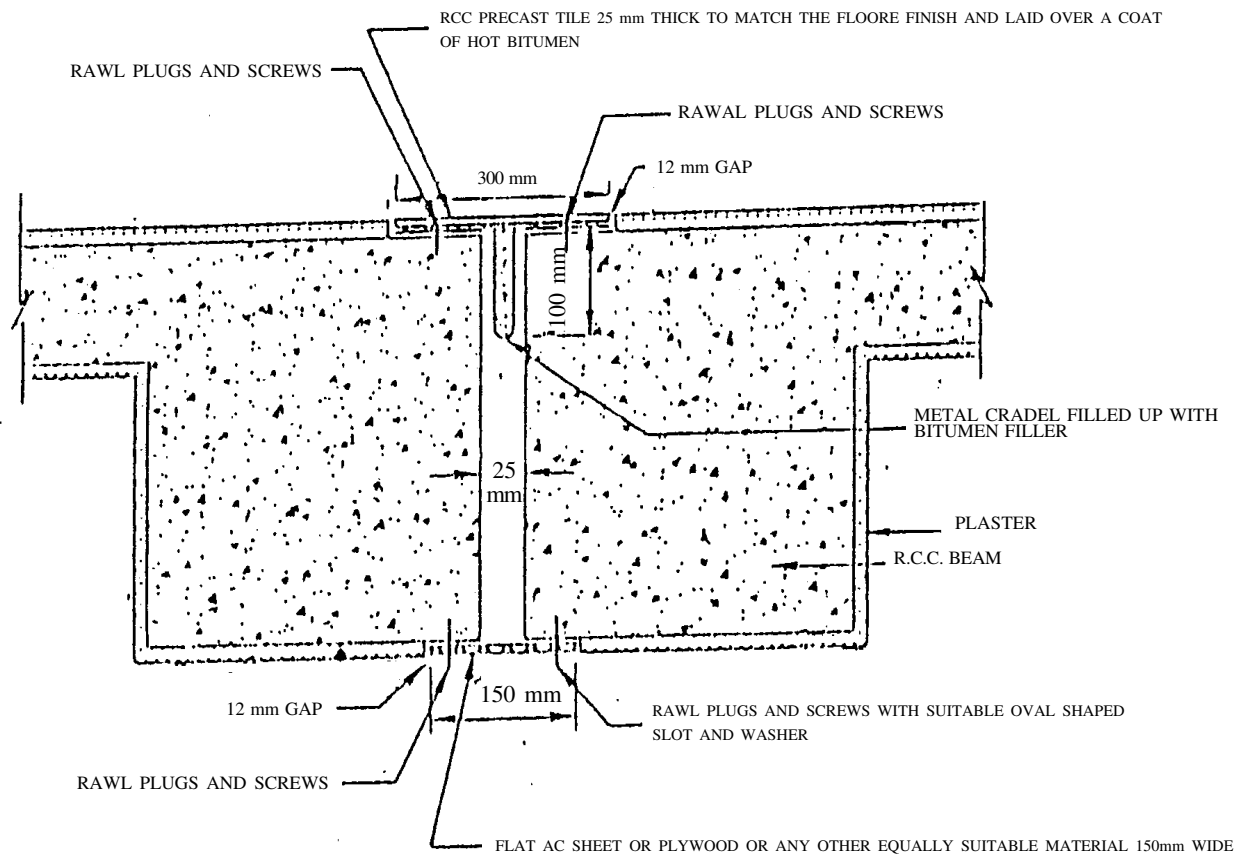 RCC PRECAST TILE 25 mm THICK TO MATCH THE FLOORE FINISH AND LAID OVER A COAT
OF HOT BITUMEN
RAWL PLUGS AND SCREWS
RAWAL PLUGS AND SCREWS
12 mm GAP
300 mm
100 mm
METAL CRADEL FILLED UP WITH
BITUMEN FILLER
25
mm
PLASTER
R.C.C. BEAM
12 mm GAP
150 mm
RAWL PLUGS AND SCREWS WITH SUITABLE OVAL SHAPED
SLOT AND WASHER
RAWL PLUGS AND SCREWS
FLAT AC SHEET OR PLYWOOD OR ANY OTHER EQUALLY SUITABLE MATERIAL 150mm WIDE